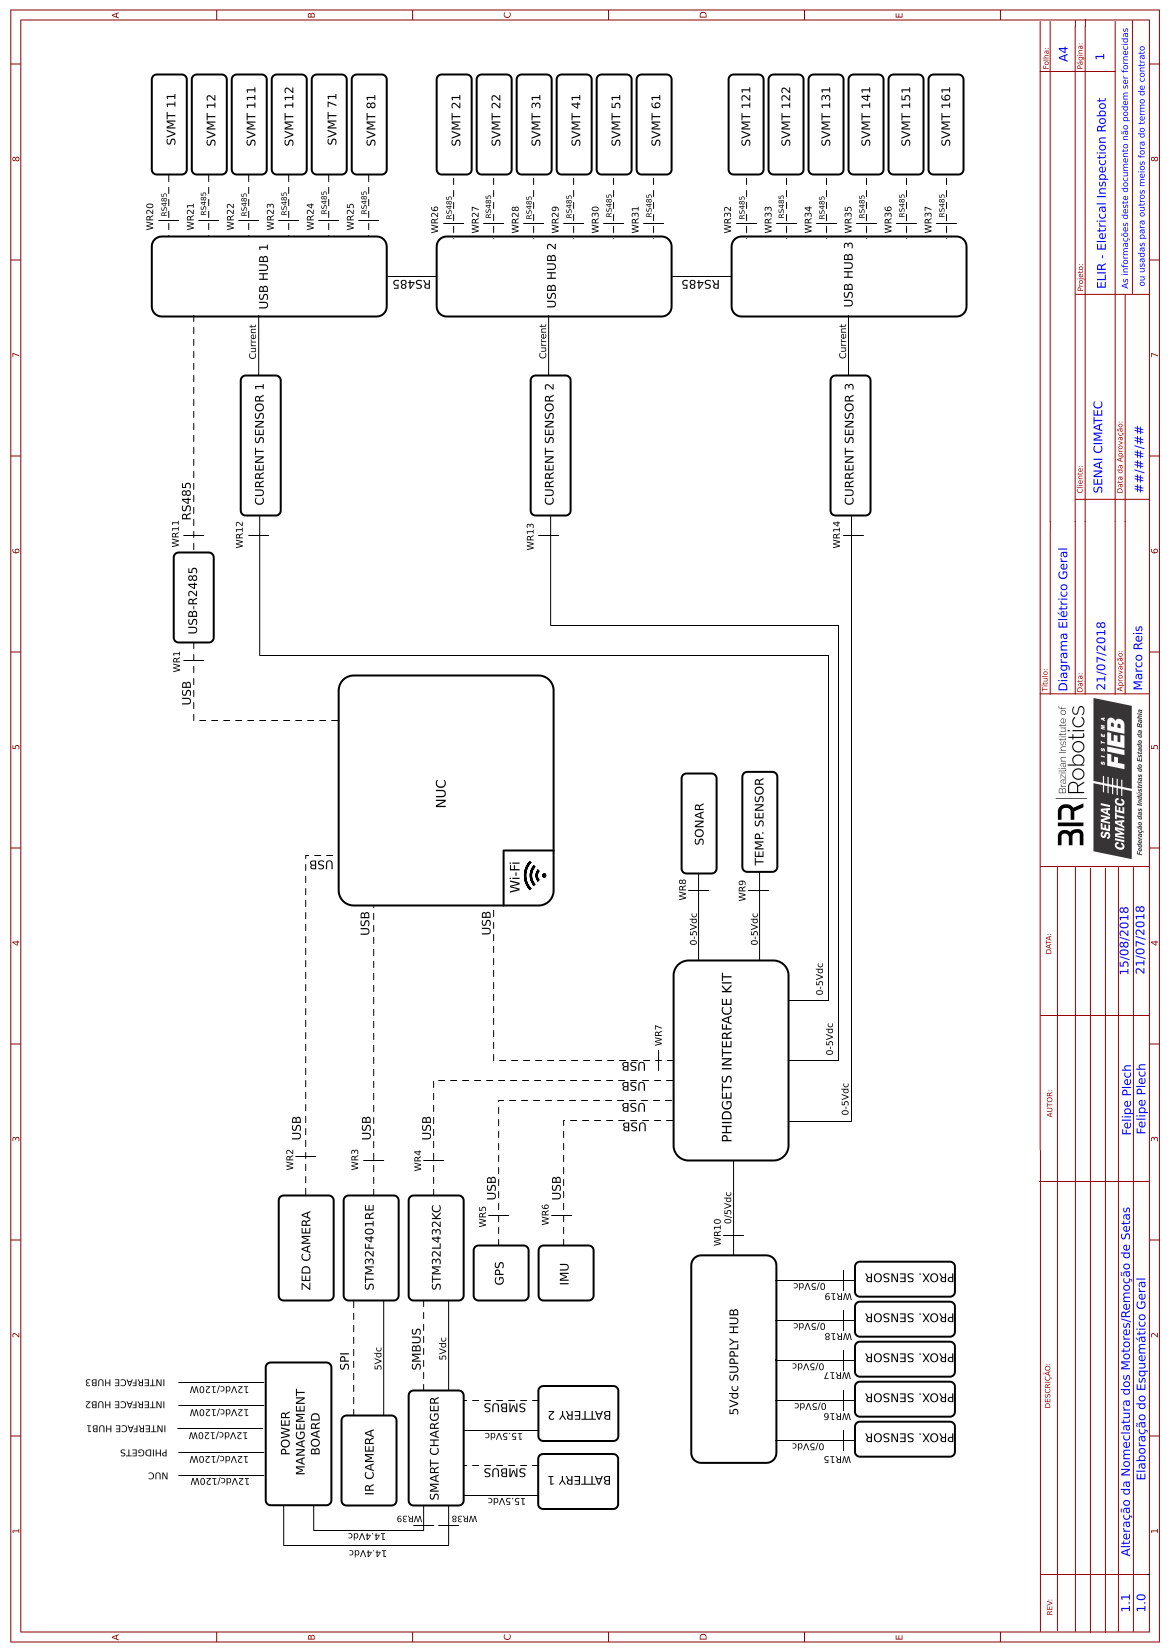 SVMT 11
SVMT 12
SVMT 111
SVMT 112
SVMT 71
SVMT 81
SVMT 21
SVMT 22
SVMT 31
SVMT 41
SVMT 51
SVMT 61
SVMT 121
SVMT 122
SVMT 131
SVMT 141
SVMT 151
SVMT 161
WR20
RS485
WR21
RS485
WR22
RS485
WR23
RS485
WR24
RS485
WR25
RS485
WR26
RS485
WR27
RS485
WR28
RS485
WR29
RS485
WR30
RS485
WR31
RS485
WR32
RS485
WR33
RS485
WR34
RS485
WR35
RS485
WR36
RS485
WR37
RS485
USB HUB 1
RS485
USB HUB 2
RS485
USB HUB 3
Current
Current
Current
CURRENT SENSOR 1
CURRENT SENSOR 2
CURRENT SENSOR 3
RS485
WR11
WR12
WR13
WR14
USB-R2485
WR1
USB
NUC
Wi-Fi
USB
USB
USB
SONAR
TEMP. SENSOR
WR8
WR9
0-5Vdc
0-5Vdc
PHIDGETS INTERFACE KIT
0-5Vdc
0-5Vdc
0-5Vdc
WR7
USB
USB
USB
USB
WR2
USB
WR3
USB
WR4
USB
WR5
USB
WR6
USB
WR10
0/5Vdc
ZED CAMERA
STM32F401RE
STM32L432KC
GPS
IMU
SPI
5Vdc
SMBUS
5Vdc
5Vdc SUPPLY HUB
0/5Vdc
WR19
PROX. SENSOR
0/5Vdc
WR18
PROX. SENSOR
0/5Vdc
WR17
PROX. SENSOR
0/5Vdc
WR16
PROX. SENSOR
0/5Vdc
WR15
PROX. SENSOR
INTERFACE HUB3
12Vdc/120W
INTERFACE HUB2
12Vdc/120W
INTERFACE HUB1
12Vdc/120W
PHIDGETS
12Vdc/120W
NUC
12Vdc/120W
POWER
MANAGEMENT
BOARD
IR CAMERA
SMART CHARGER
SMBUS
15.5Vdc
BATTERY 2
SMBUS
15.5Vdc
BATTERY 1
WR39
WR38
14.4Vdc
14.4Vdc
A
B
C
D
E
A
B
C
D
E
8
7
6
5
4
3
2
1
8
7
6
5
4
3
2
1
REV:
DESCRIÇÃO:
AUTOR:
DATA:
1.1
Alteração da Nomeclatura dos Motores/Remoção de Setas
Felipe Plech
15/08/2018
1.0
Elaboração do Esquemático Geral
Felipe Plech
21/07/2018
BIR
Brazilian Institute of
Robotics
SENAI
CIMATEC
SISTEMA
FIEB
Federação das Indústrias do Estado da Bahia
Título:
Diagrama Elétrico Geral
Folha:
A4
Data:
21/07/2018
Cliente:
SENAI CIMATEC
Projeto:
ELIR - Eletrical Inspection Robot
Página:
1
Aprovação:
Marco Reis
Data da Aprovação:
##/##/##
As informações deste documento não podem ser fornecidas
ou usadas para outros meios fora do termo de contrato